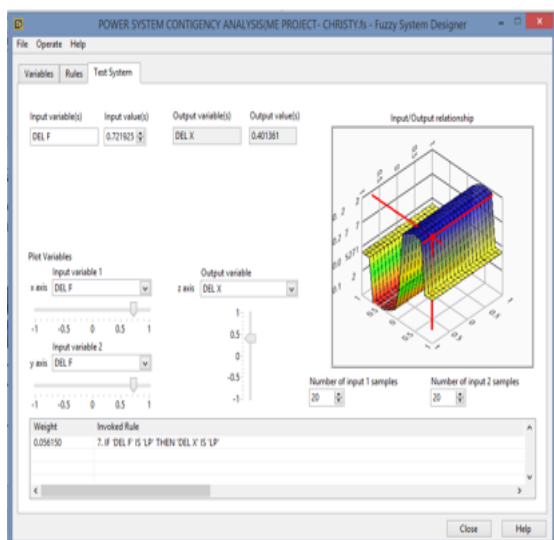 POWER SYSTEM CONTIGENCY ANALYSIS(ME PROJECT- CHRISTY.fs - Fuzzy System Designer
File Operate Help
Variables Rules Test System
Input variable(s) Input value(s) Output variable(s) Output value(s)
DEL F 0.721925 DEL X 0.401361
Input/Output relationship
Plot Variables
Input variable 1
x axis DEL F
-1 -0.5 0 0.5 1
Input variable 2
y axis DEL F
-1 -0.5 0 0.5 1
Output variable
z axis DEL X
1
0.5
0
-0.5
-1
Number of input 1 samples Number of input 2 samples
20 20
Weight Invoked Rule
0.056150 7. IF 'DEL F' IS 'LP' THEN 'DEL X' IS 'LP'
Close Help